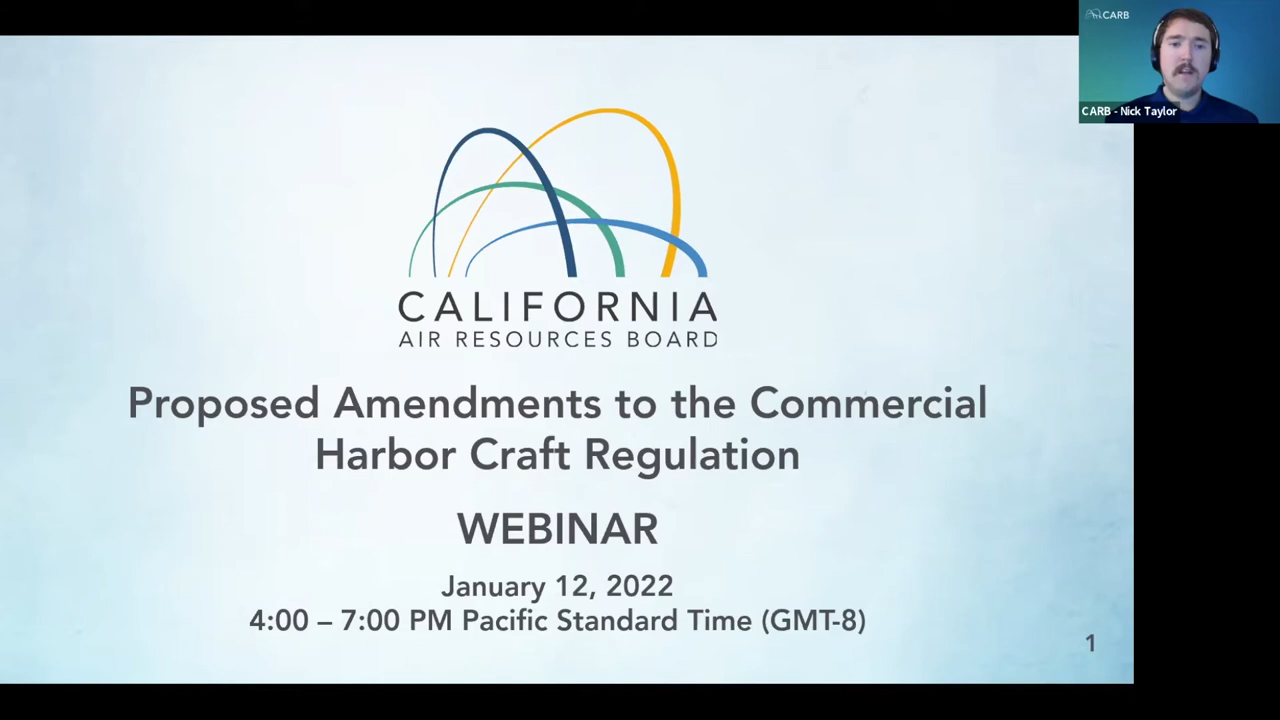 CARB
CARB - Nick Taylor
CALIFORNIA
AIR RESOURCES BOARD
Proposed Amendments to the Commercial
Harbor Craft Regulation
WEBINAR
January 12, 2022
4:00 – 7:00 PM Pacific Standard Time (GMT-8)
1